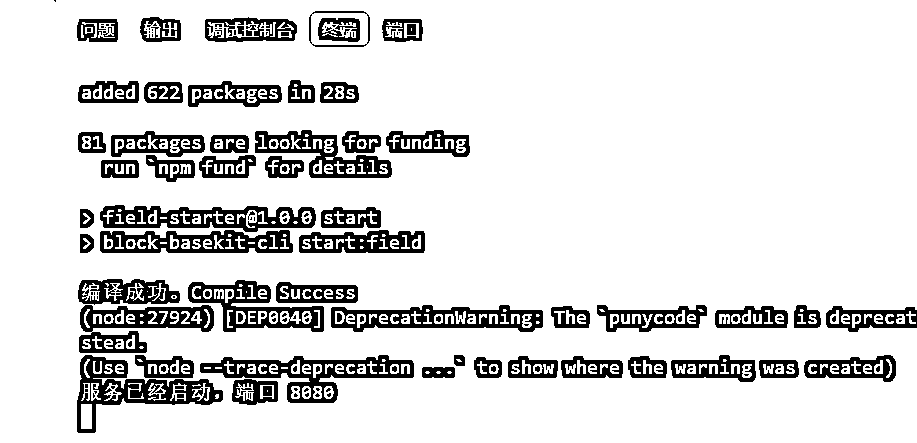 问题 输出 调试控制台 终端 端口
added 622 packages in 28s
81 packages are looking for funding
run `npm fund` for details
> field-starter@1.0.0 start
> block-basekit-cli start:field
编译成功。Compile Success
(node:27924) [DEP0040] DeprecationWarning: The `punycode` module is deprecat
stead.
(Use `node --trace-deprecation ...` to show where the warning was created)
服务已经启动，端口 8080